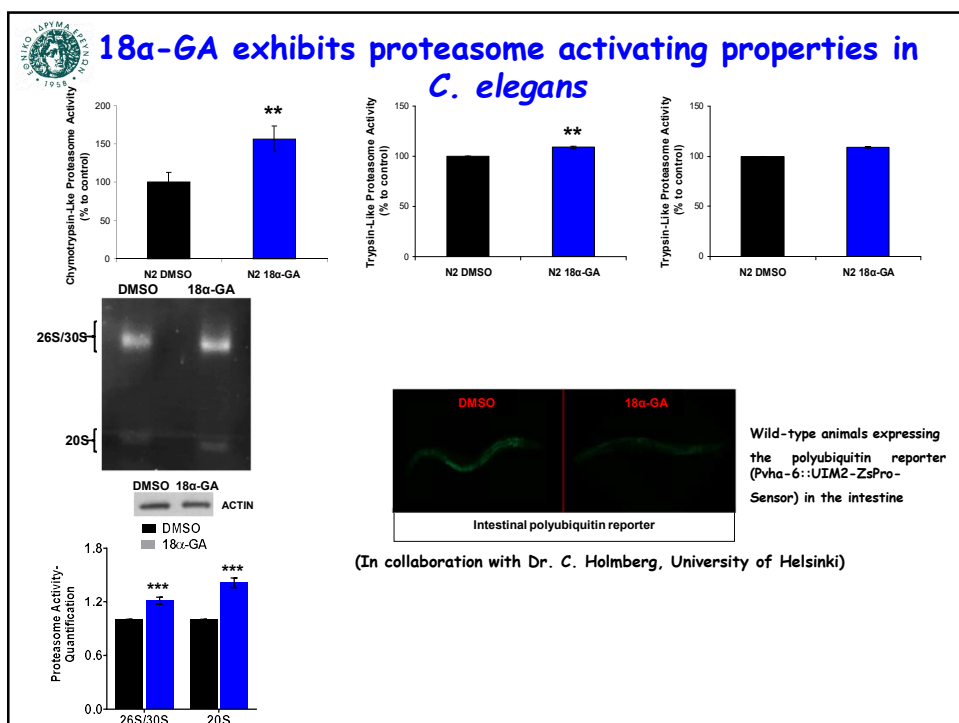 ΕΘΝΙΚΟ ΙΔΡΥΜΑ ΕΡΕΥΝΩΝ
• 1958 •
18α-GA exhibits proteasome activating properties in
C. elegans
Chymotrypsin-Lke Proteasome Activity
(% to control)
200
150
100
50
0
**
N2 DMSO
N2 18α-GA
Trypsin-Like Proteasome Activity
(% to control)
150
100
50
0
**
N2 DMSO
N2 18α-GA
Trypsin-Like Proteasome Activity
(% to control)
150
100
50
0
N2 DMSO
N2 18α-GA
DMSO 18α-GA
26S/30S
20S
DMSO 18α-GA
ACTIN
DMSO
18α-GA
Proteasome Activity-
Quantification
1.8
1.2
0.6
0.0
***
***
26S/30S
20S
DMSO
18α-GA
Intestinal polyubiquitin reporter
Wild-type animals expressing
the polyubiquitin reporter
(Pvha-6::UIM2-ZsPro-
Sensor) in the intestine
(In collaboration with Dr. C. Holmberg, University of Helsinki)